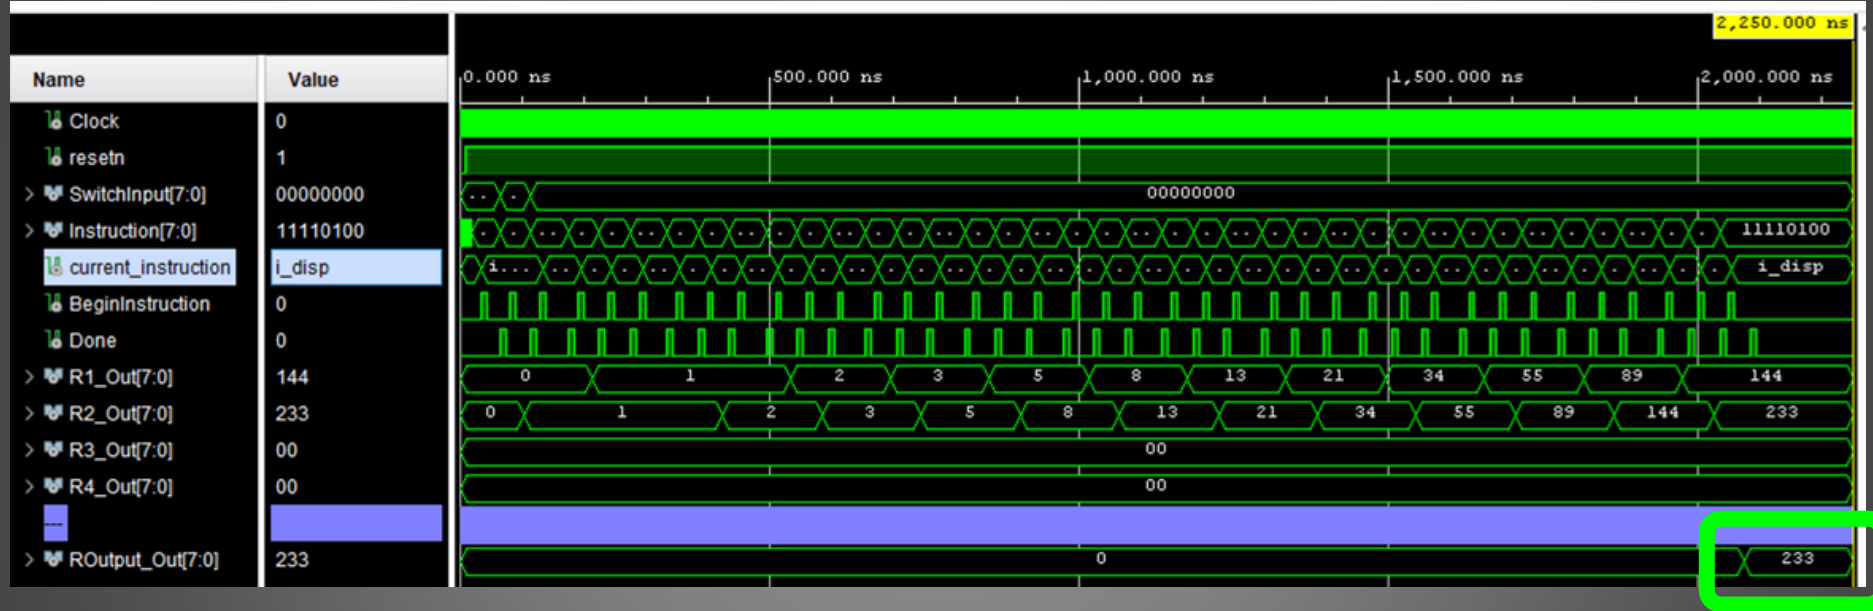 2,250.000 ns
Name Value 0.000 ns 500.000 ns 1,000.000 ns 1,500.000 ns 2,000.000 ns
Clock 0
resetn 1
SwitchInput[7:0] 00000000 00000000
Instruction[7:0] 11110100 11110100
current_instruction i_disp i... i_disp
BeginInstruction 0
Done 0
R1_Out[7:0] 144 0 1 2 3 5 8 13 21 34 55 89 144
R2_Out[7:0] 233 0 1 2 3 5 8 13 21 34 55 89 144 233
R3_Out[7:0] 00 00
R4_Out[7:0] 00 00
---
ROutput_Out[7:0] 233 0 233